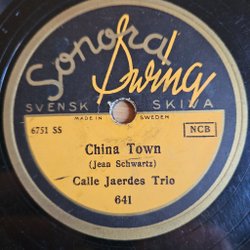 Sonora
Swing
SVENSK SKIVA
6751 SS
MADE IN SWEDEN
NCB
China Town
(Jean Schwartz)
Calle Jaerdes Trio
641